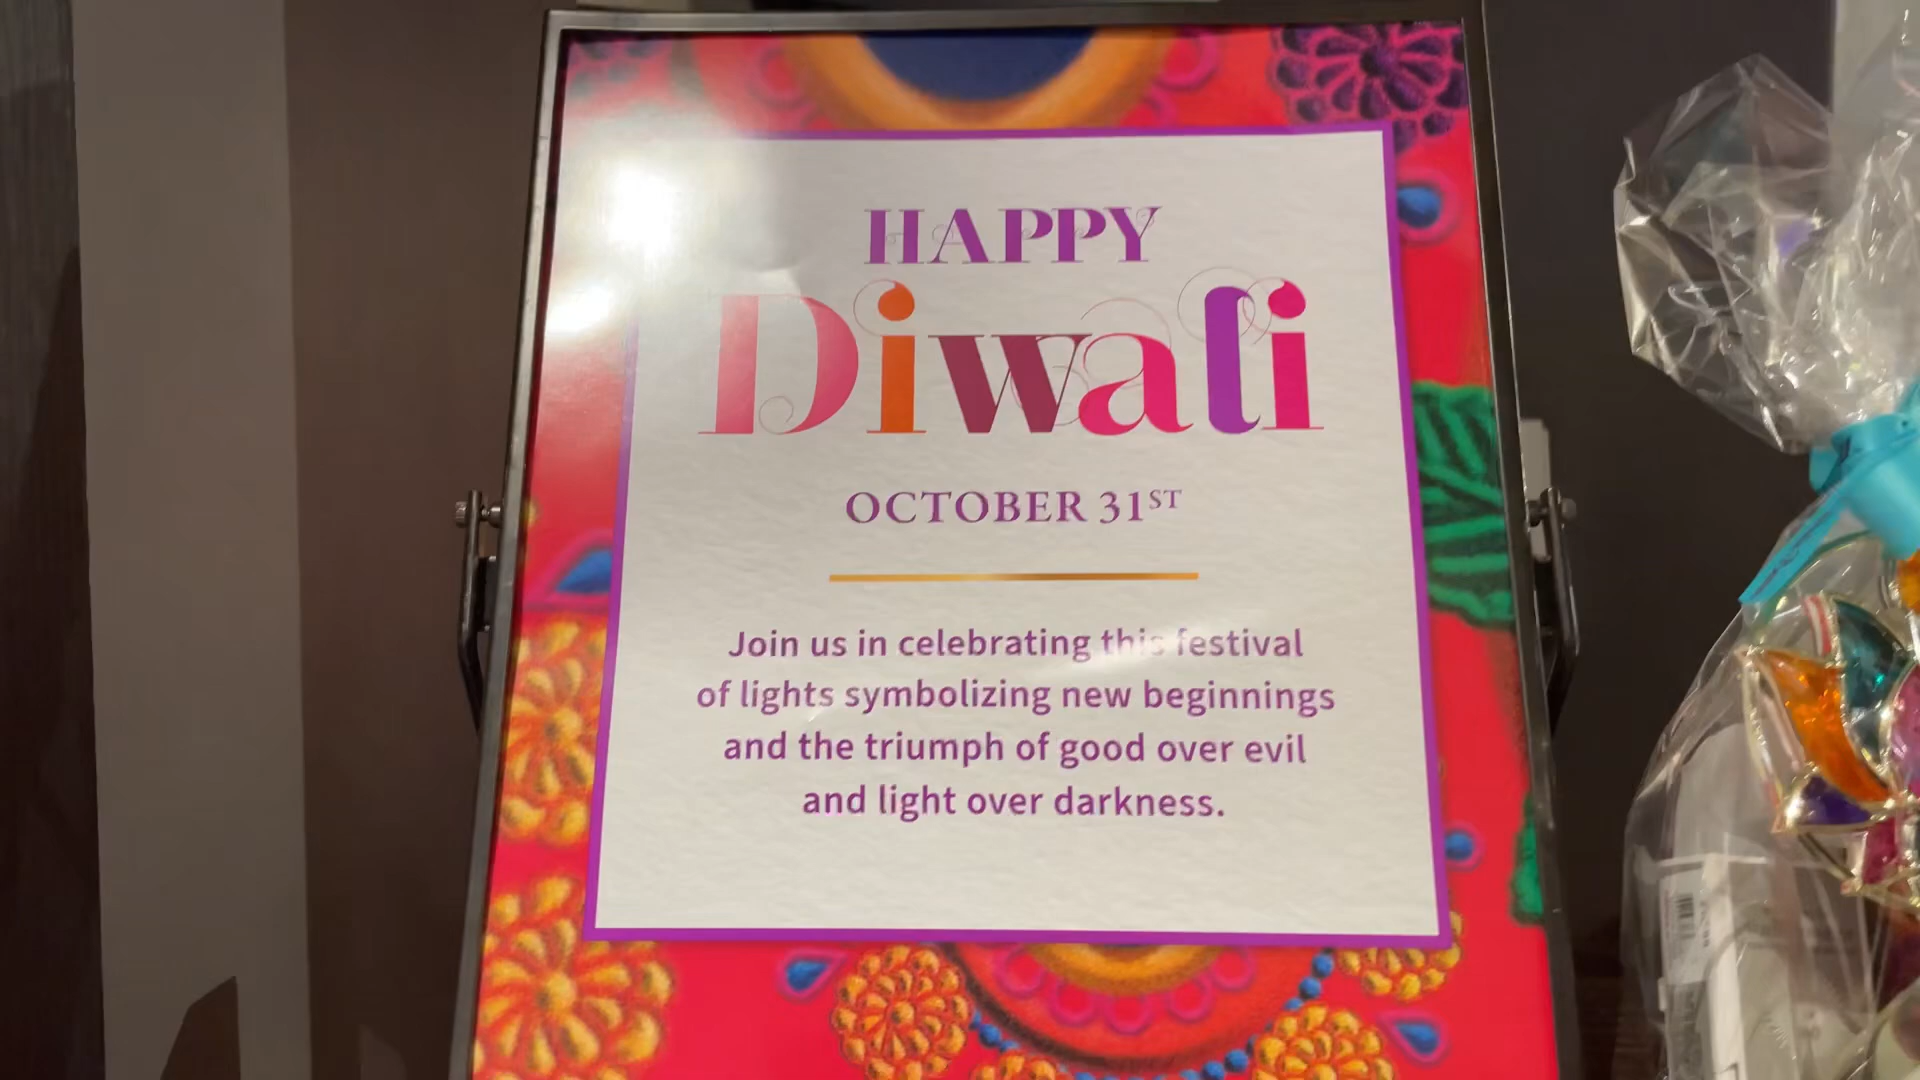 HAPPY
Diwali
OCTOBER 31ST
Join us in celebrating this festival
of lights symbolizing new beginnings
and the triumph of good over evil
and light over darkness.